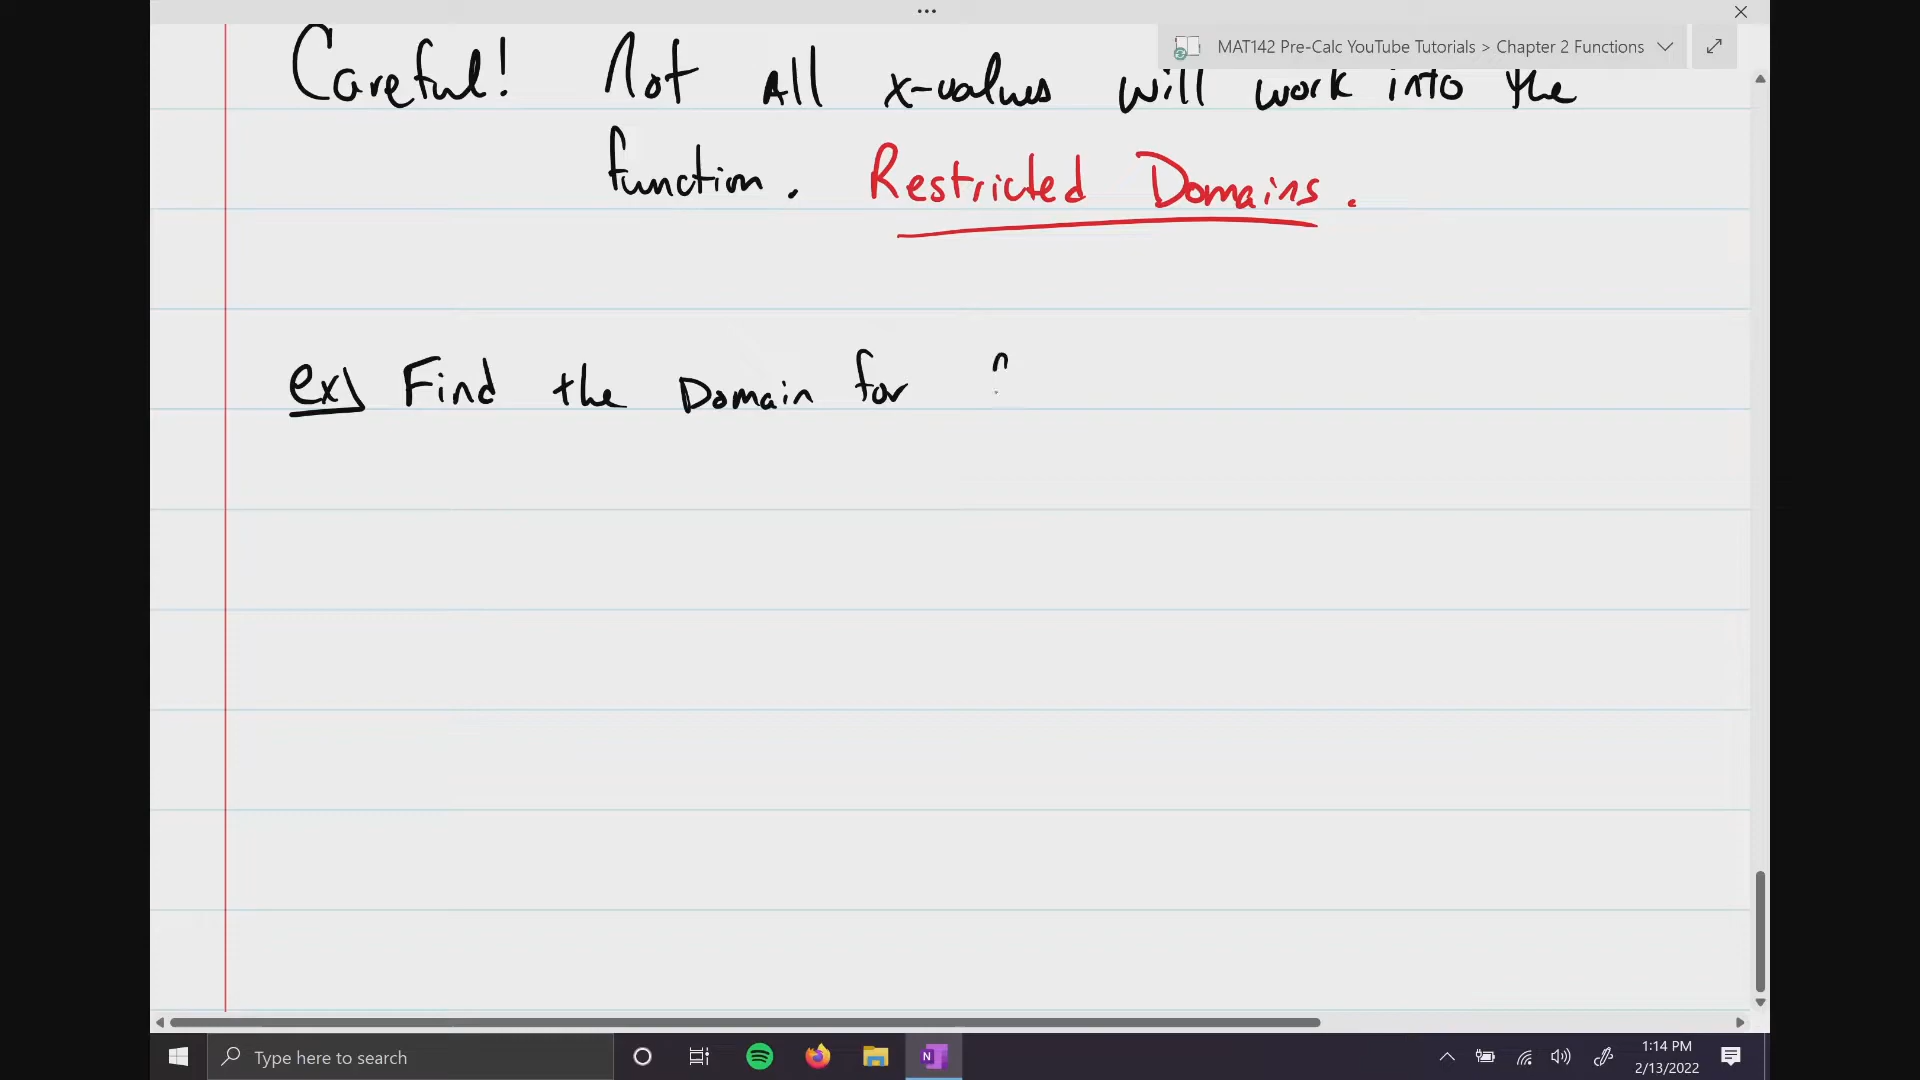 MAT142 Pre-Calc YouTube Tutorials > Chapter 2 Functions
Careful! Not all x-values will work into the
function. Restricted Domains.
ex) Find the Domain for
Type here to search
1:14 PM
2/13/2022